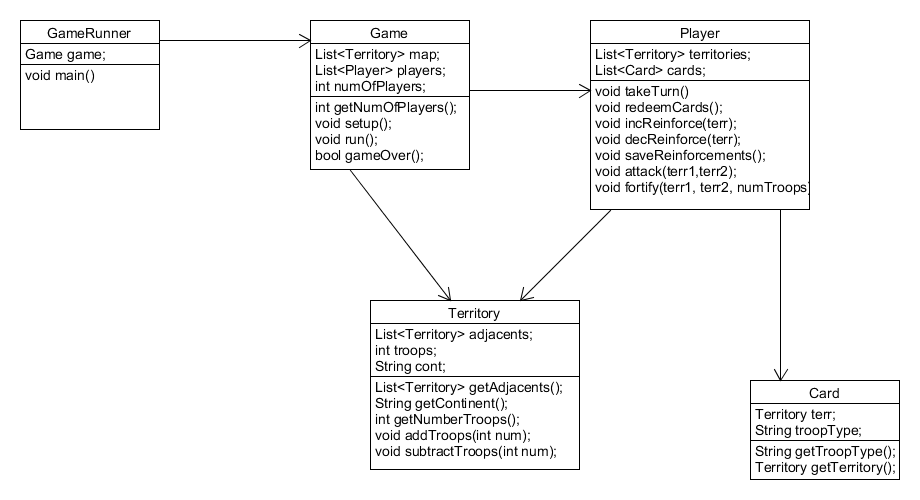 GameRunner
Game game;
void main()
Game
List<Territory> map;
List<Player> players;
int numOfPlayers;
int getNumOfPlayers();
void setup();
void run();
bool gameOver();
Player
List<Territory> territories;
List<Card> cards;
void takeTurn()
void redeemCards();
void incReinforce(terr);
void decReinforce(terr);
void saveReinforcements();
void attack(terr1,terr2);
void fortify(terr1, terr2, numTroops)
Territory
List<Territory> adjacents;
int troops;
String cont;
List<Territory> getAdjacents();
String getContinent();
int getNumberTroops();
void addTroops(int num);
void subtractTroops(int num);
Card
Territory terr;
String troopType;
String getTroopType();
Territory getTerritory();